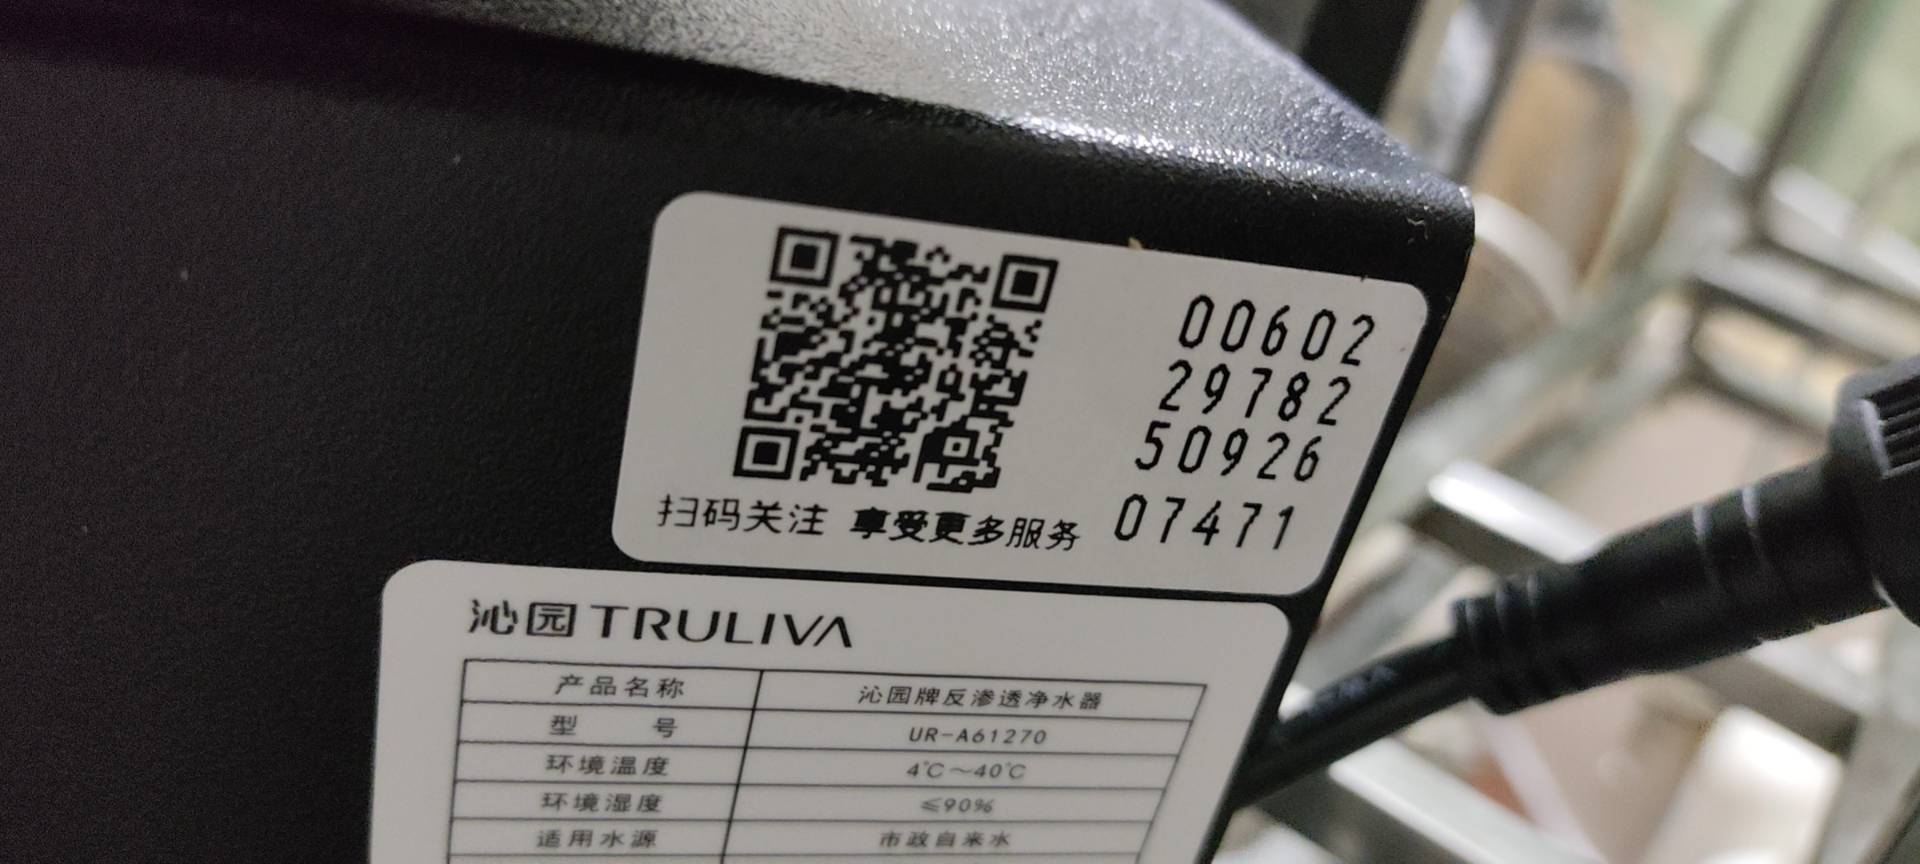 00602
29782
50926
07471
扫码关注 享受更多服务
沁园 TRULIVA
产品名称 沁园牌反渗透净水器
型 号 UR-A61270
环境温度 4℃~40℃
环境湿度 ≤90%
适用水源 市政自来水